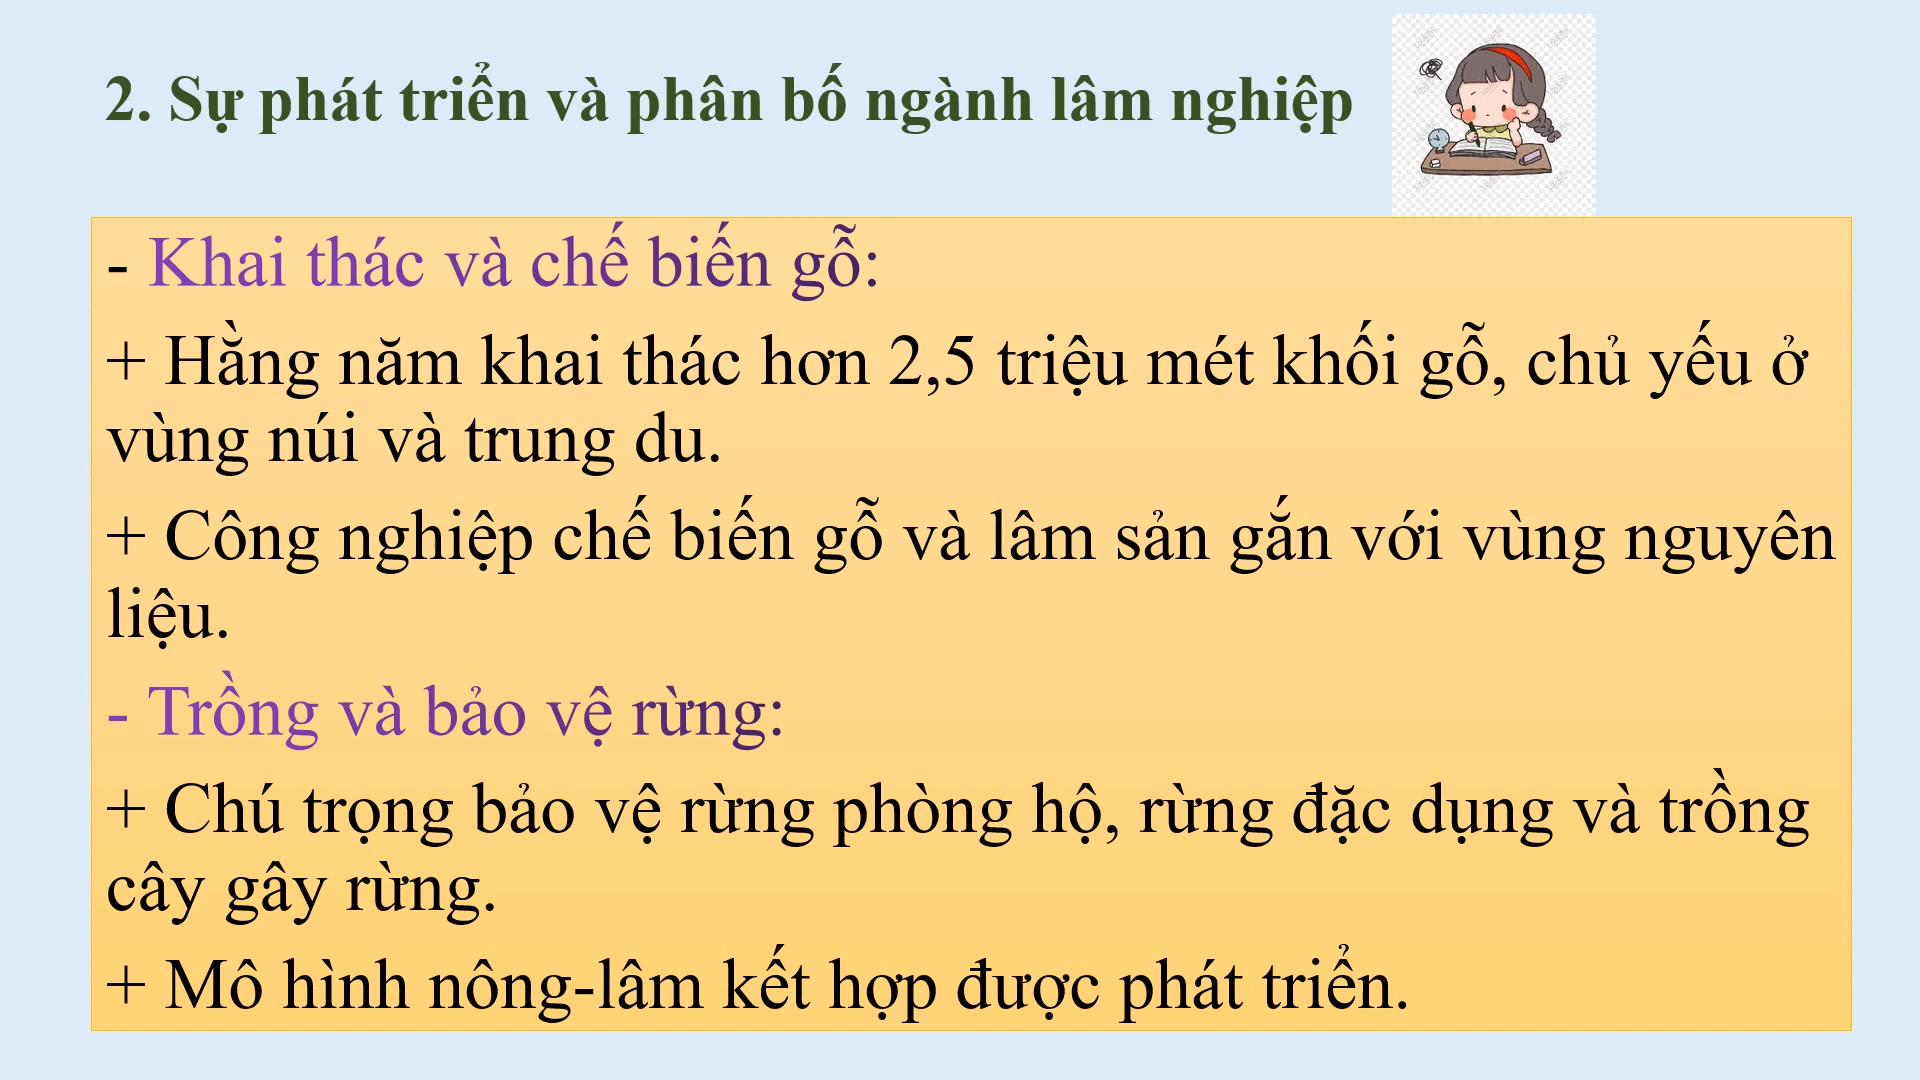 2. Sự phát triển và phân bố ngành lâm nghiệp
- Khai thác và chế biến gỗ:
+ Hằng năm khai thác hơn 2,5 triệu mét khối gỗ, chủ yếu ở
vùng núi và trung du.
+ Công nghiệp chế biến gỗ và lâm sản gắn với vùng nguyên
liệu.
- Trồng và bảo vệ rừng:
+ Chú trọng bảo vệ rừng phòng hộ, rừng đặc dụng và trồng
cây gây rừng.
+ Mô hình nông-lâm kết hợp được phát triển.